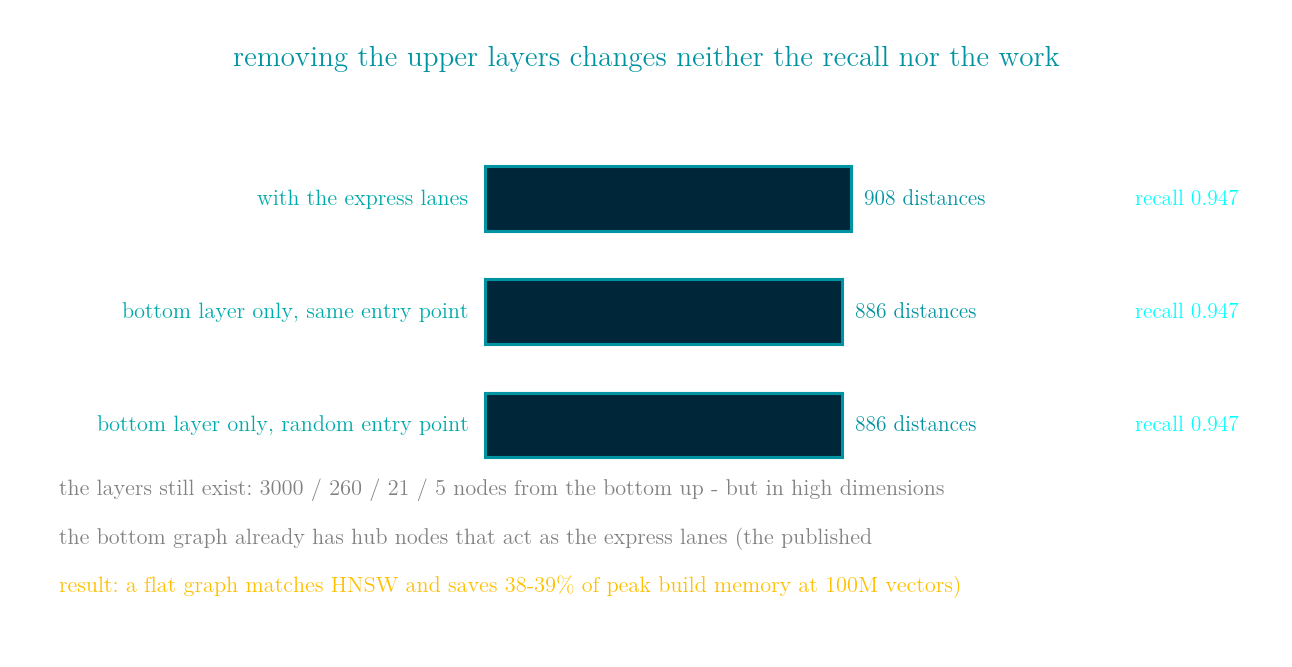 removing the upper layers changes neither the recall nor the work
with the express lanes 908 distances recall 0.947
bottom layer only, same entry point 886 distances recall 0.947
bottom layer only, random entry point 886 distances recall 0.947
the layers still exist: 3000 / 260 / 21 / 5 nodes from the bottom up - but in high dimensions
the bottom graph already has hub nodes that act as the express lanes (the published
result: a flat graph matches HNSW and saves 38-39% of peak build memory at 100M vectors)